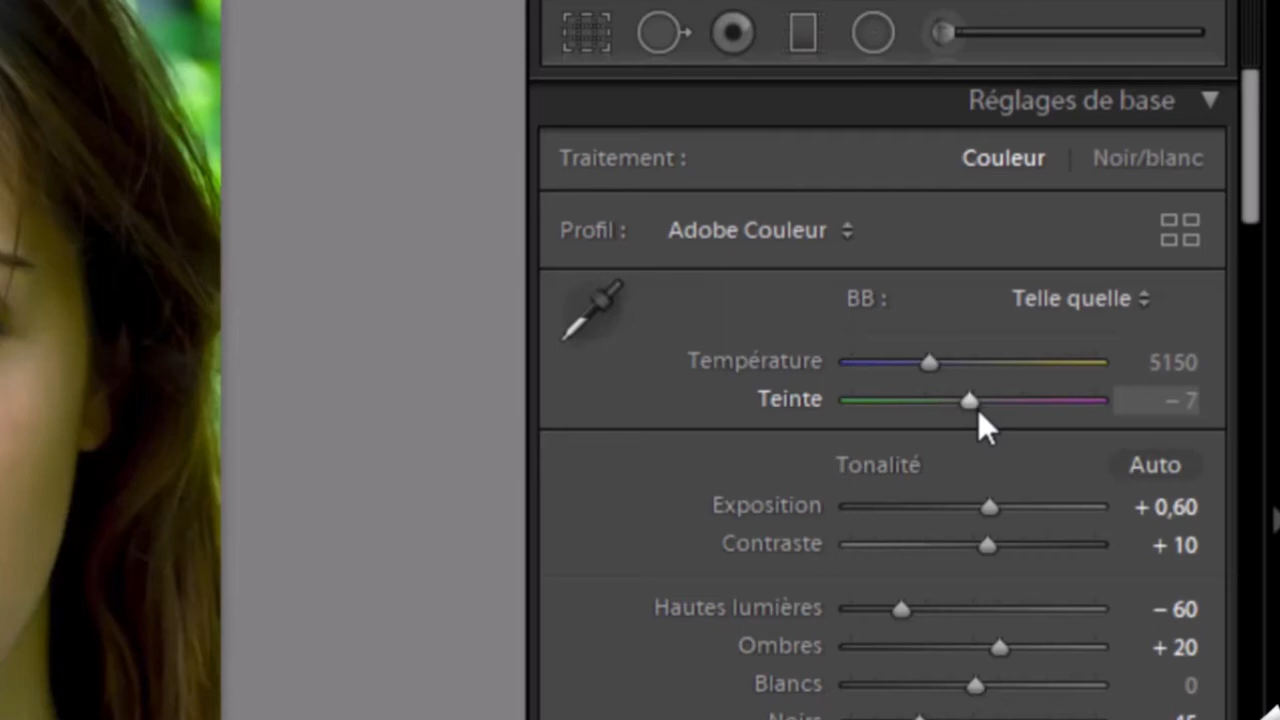 Réglages de base
Traitement : Couleur | Noir/blanc
Profil : Adobe Couleur
BB : Telle quelle
Température 5150
Teinte – 7
Tonalité Auto
Exposition + 0,60
Contraste + 10
Hautes lumières – 60
Ombres + 20
Blancs 0